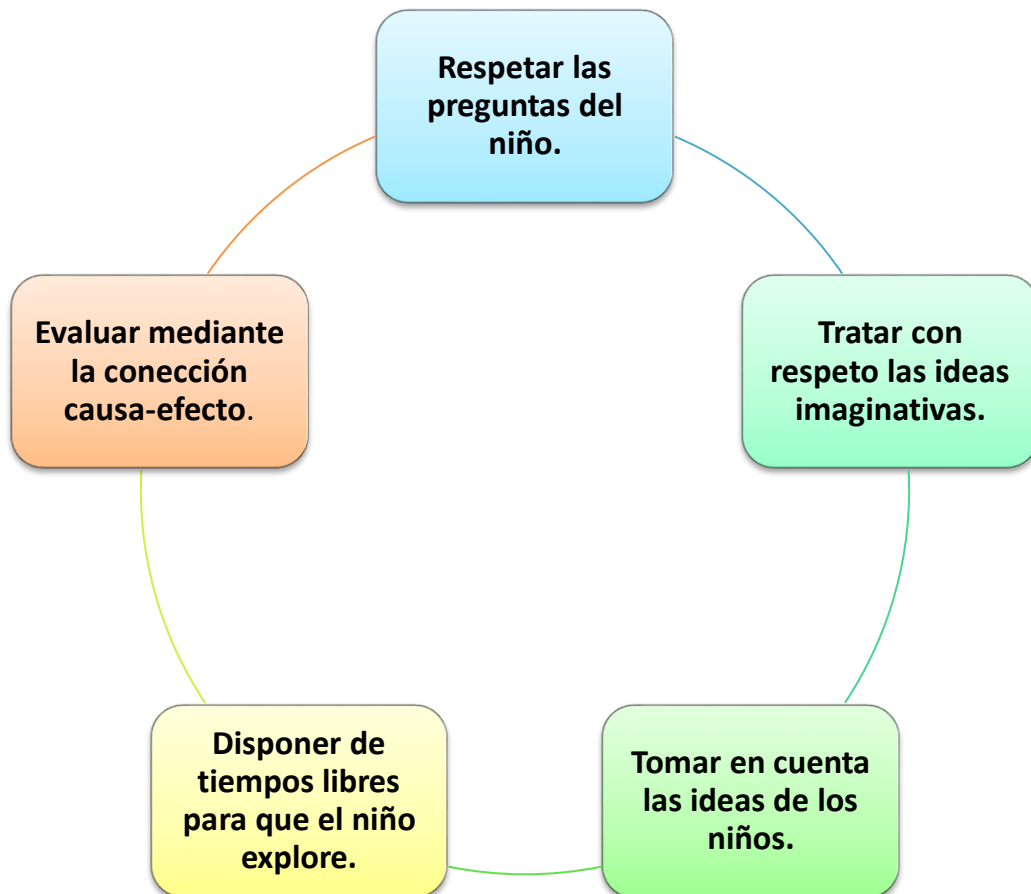 Respetar las
preguntas del
niño.
Tratar con
respeto las ideas
imaginativas.
Tomar en cuenta
las ideas de los
niños.
Disponer de
tiempos libres
para que el niño
explore.
Evaluar mediante
la conección
causa-efecto.